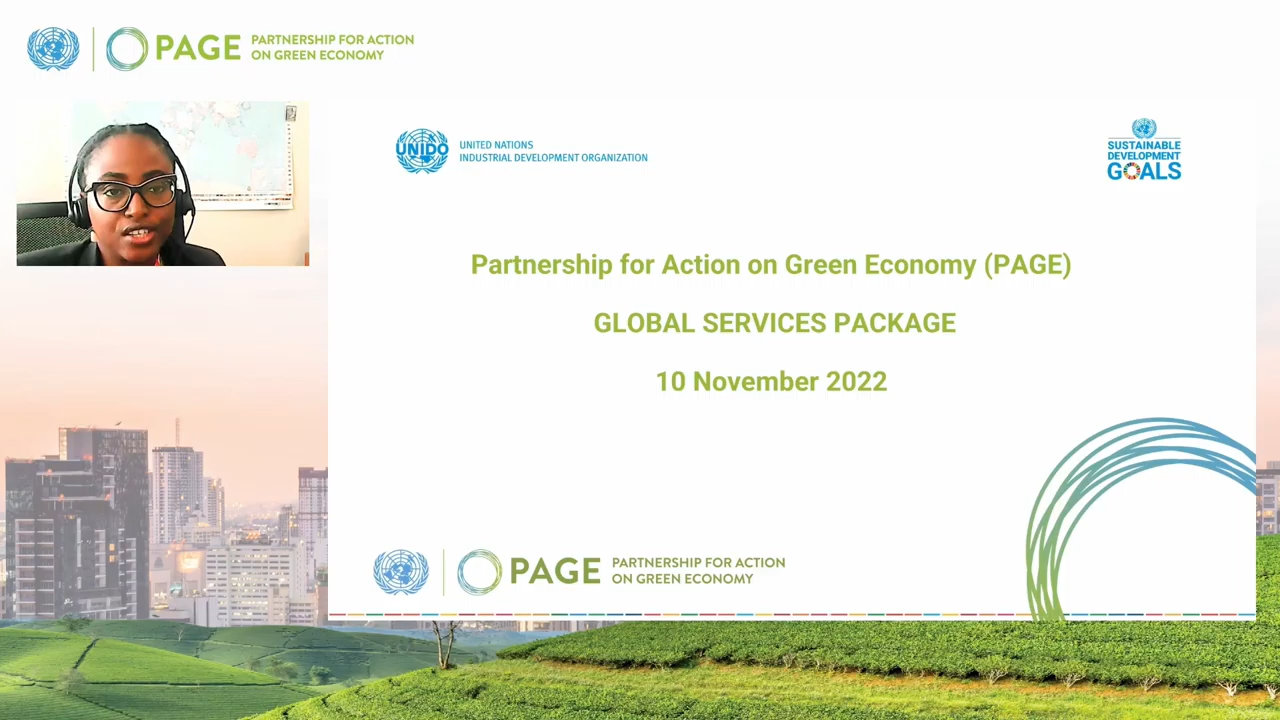 PAGE
PARTNERSHIP FOR ACTION
ON GREEN ECONOMY
UNIDO
UNITED NATIONS
INDUSTRIAL DEVELOPMENT ORGANIZATION
SUSTAINABLE
DEVELOPMENT
GOALS
Partnership for Action on Green Economy (PAGE)
GLOBAL SERVICES PACKAGE
10 November 2022
PAGE
PARTNERSHIP FOR ACTION
ON GREEN ECONOMY